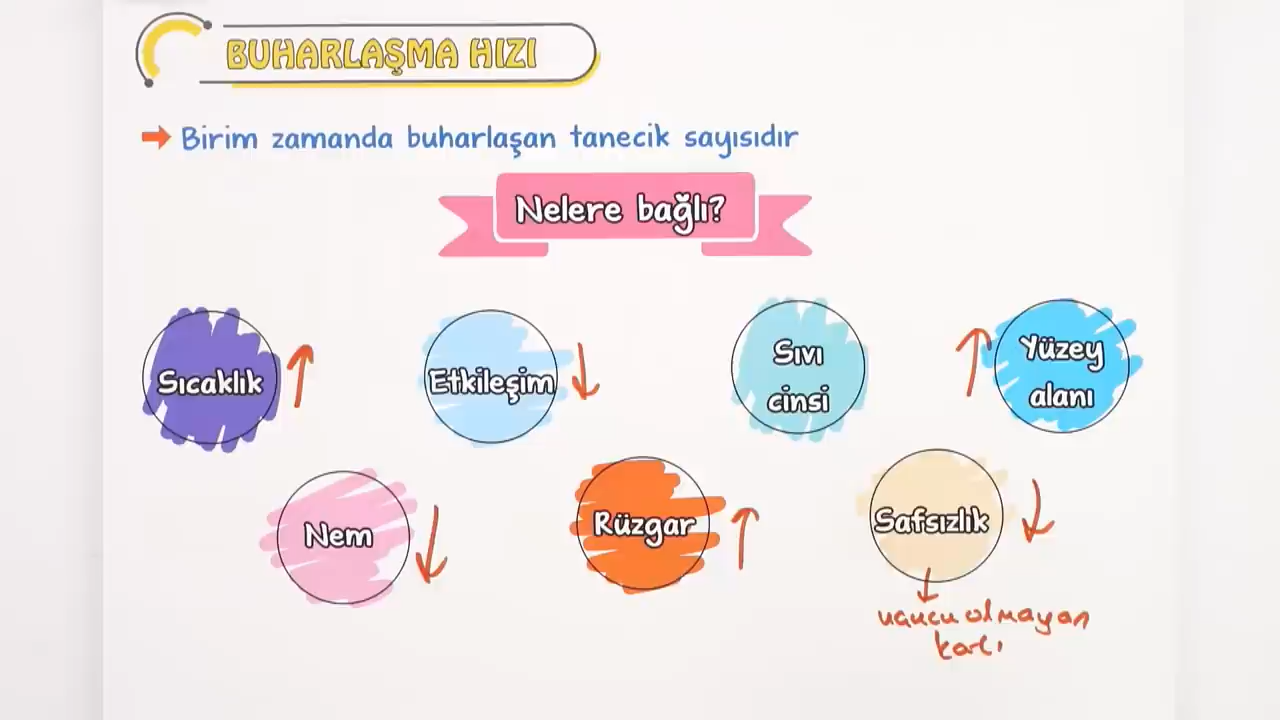 BUHARLAŞMA HIZI
Birim zamanda buharlaşan tanecik sayısıdır
Nelere bağlı?
Sıcaklık
Etkileşim
Sıvı
cinsi
Yüzey
alanı
Nem
Rüzgar
Safsızlık
uçucu olmayan
katı